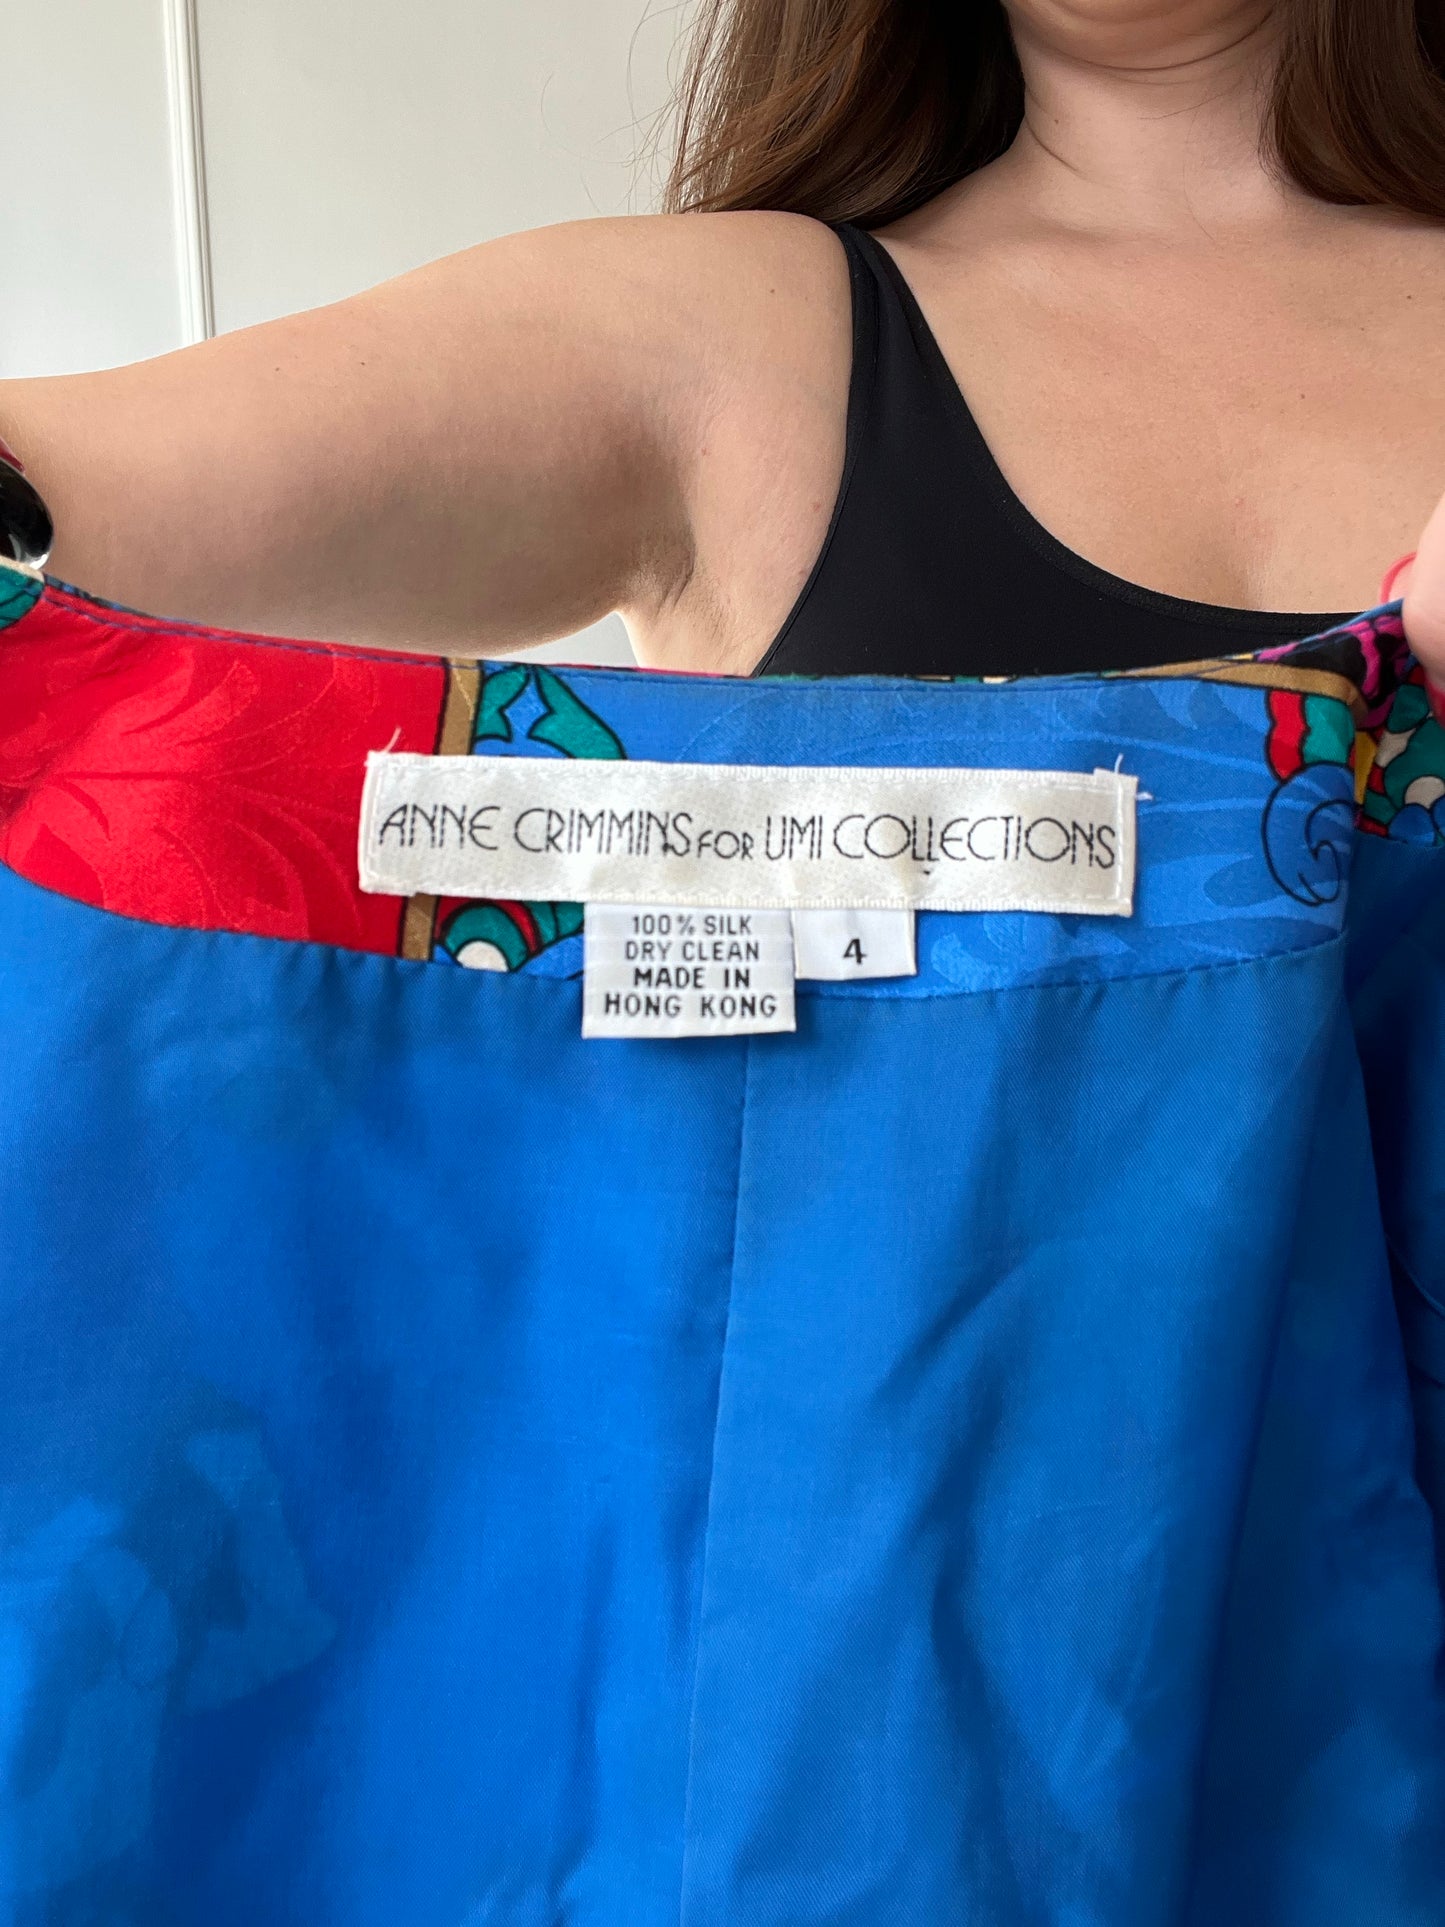 ANNE CRIMMINS FOR UMI COLLECTIONS
100% SILK
DRY CLEAN
MADE IN
HONG KONG
4